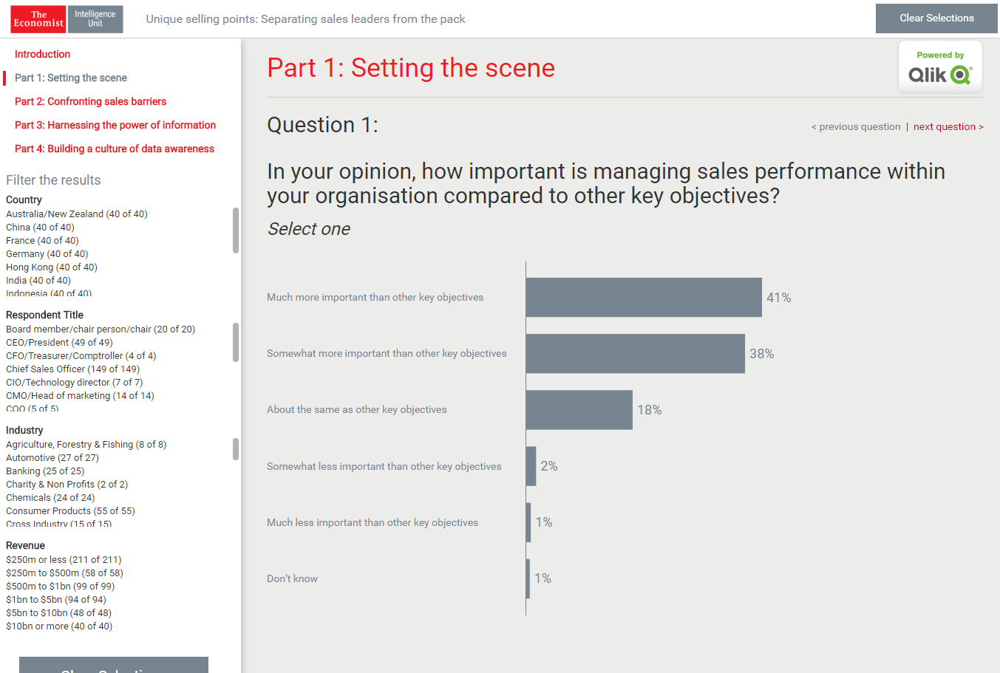 The Economist
Intelligence Unit
Unique selling points: Separating sales leaders from the pack
Clear Selections
Introduction
Part 1: Setting the scene
Part 2: Confronting sales barriers
Part 3: Harnessing the power of information
Part 4: Building a culture of data awareness
Filter the results
Country
Australia/New Zealand (40 of 40)
China (40 of 40)
France (40 of 40)
Germany (40 of 40)
Hong Kong (40 of 40)
India (40 of 40)
Indonesia (40 of 40)
Respondent Title
Board member/chair person/chair (20 of 20)
CEO/President (49 of 49)
CFO/Treasurer/Comptroller (4 of 4)
Chief Sales Officer (149 of 149)
CIO/Technology director (7 of 7)
CMO/Head of marketing (14 of 14)
COO (5 of 5)
Industry
Agriculture, Forestry & Fishing (8 of 8)
Automotive (27 of 27)
Banking (25 of 25)
Charity & Non Profits (2 of 2)
Chemicals (24 of 24)
Consumer Products (55 of 55)
Cross Industry (15 of 15)
Revenue
$250m or less (211 of 211)
$250m to $500m (58 of 58)
$500m to $1bn (99 of 99)
$1bn to $5bn (94 of 94)
$5bn to $10bn (48 of 48)
$10bn or more (40 of 40)
Part 1: Setting the scene
Powered by
Qlik Q®
Question 1:
< previous question | next question >
In your opinion, how important is managing sales performance within
your organisation compared to other key objectives?
Select one
Much more important than other key objectives 41%
Somewhat more important than other key objectives 38%
About the same as other key objectives 18%
Somewhat less important than other key objectives 2%
Much less important than other key objectives 1%
Don't know 1%